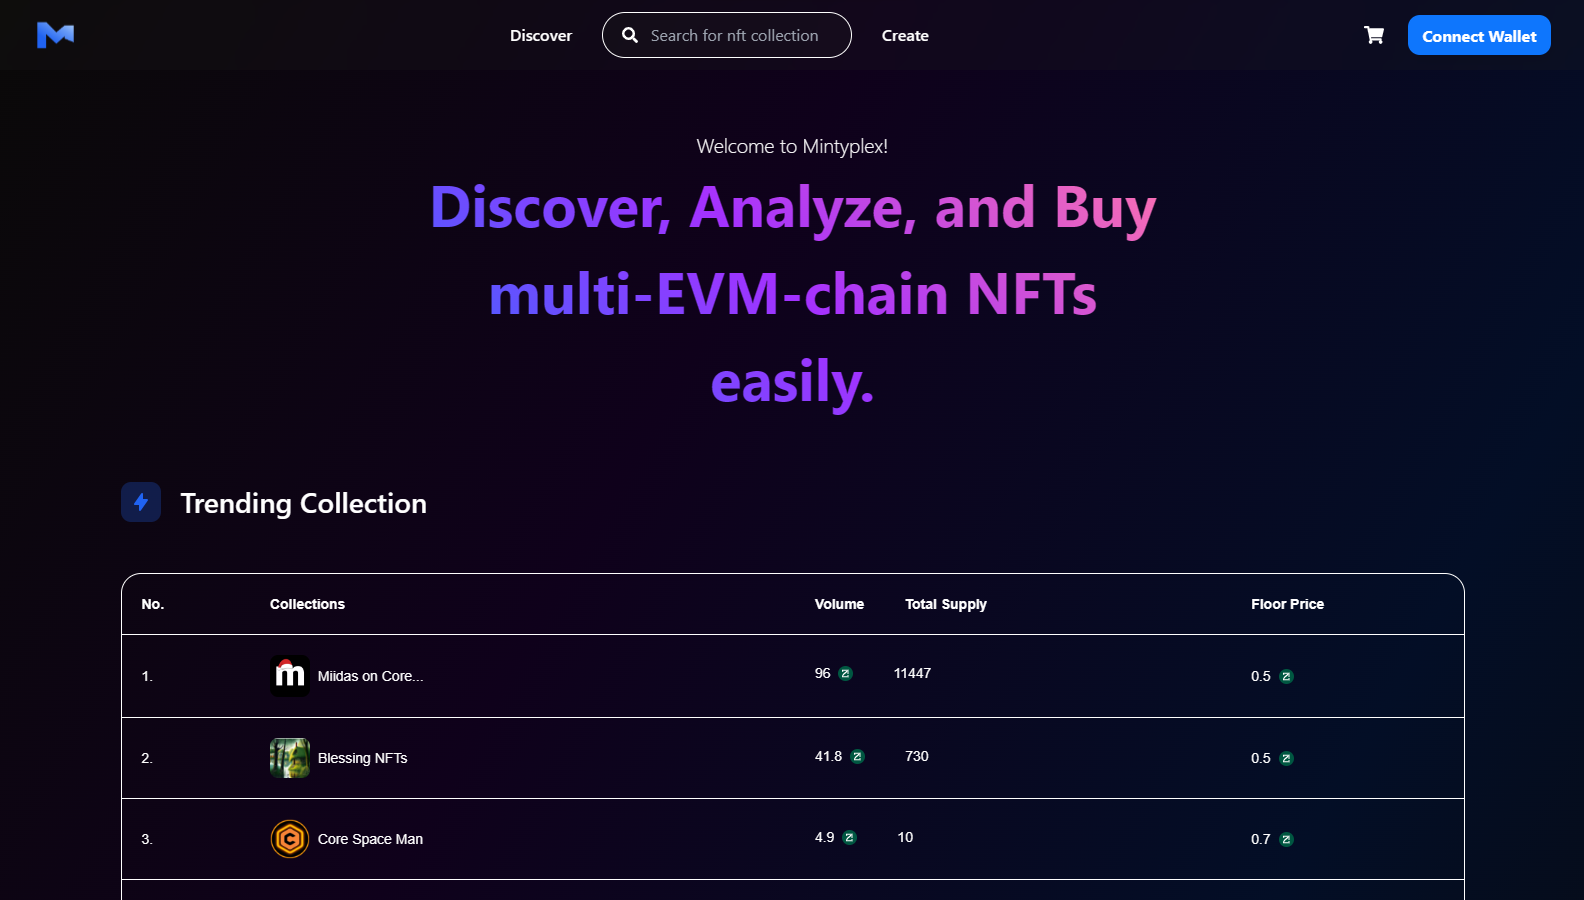 Discover
Search for nft collection
Create
Connect Wallet
Welcome to Mintyplex!
Discover, Analyze, and Buy
multi-EVM-chain NFTs
easily.
Trending Collection
No. Collections Volume Total Supply Floor Price
1. m Miidas on Core... 96 11447 0.5
2. Blessing NFTs 41.8 730 0.5
3. C Core Space Man 4.9 10 0.7